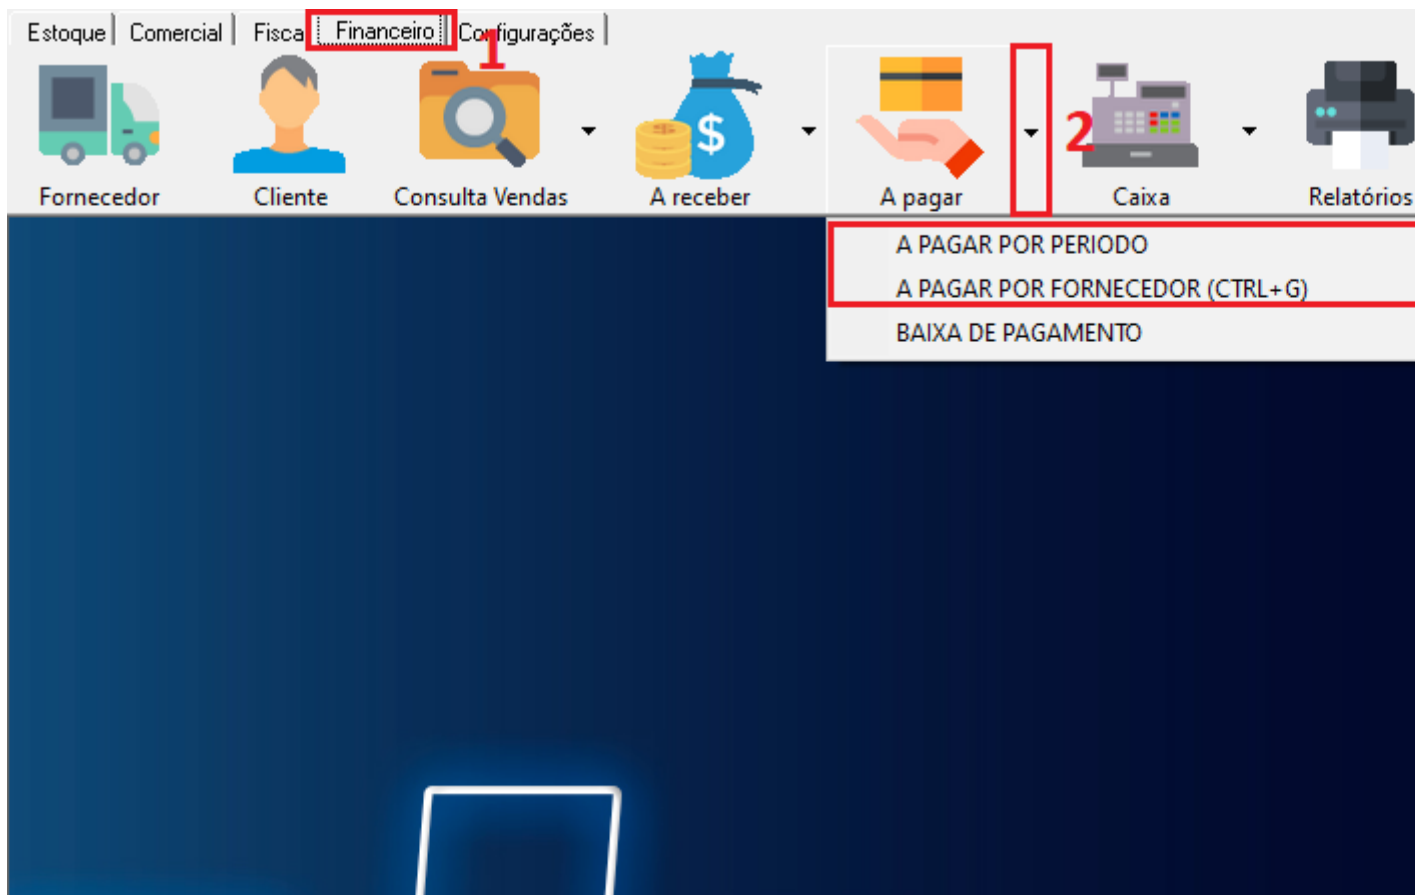 Estoque Comercial Fiscal Financeiro Configurações
1
$
2
Fornecedor Cliente Consulta Vendas A receber A pagar Caixa Relatórios
A PAGAR POR PERIODO
A PAGAR POR FORNECEDOR (CTRL+G)
BAIXA DE PAGAMENTO